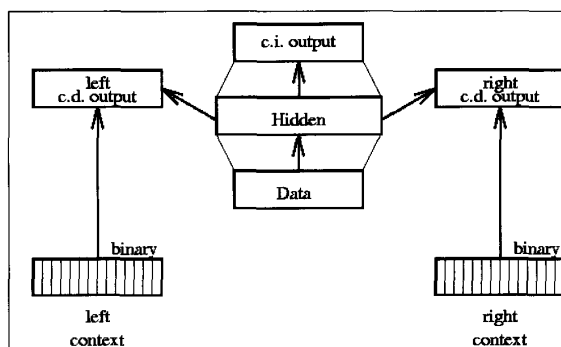 c.i. output
left
c.d. output
right
c.d. output
Hidden
Data
binary
binary
left
context
right
context